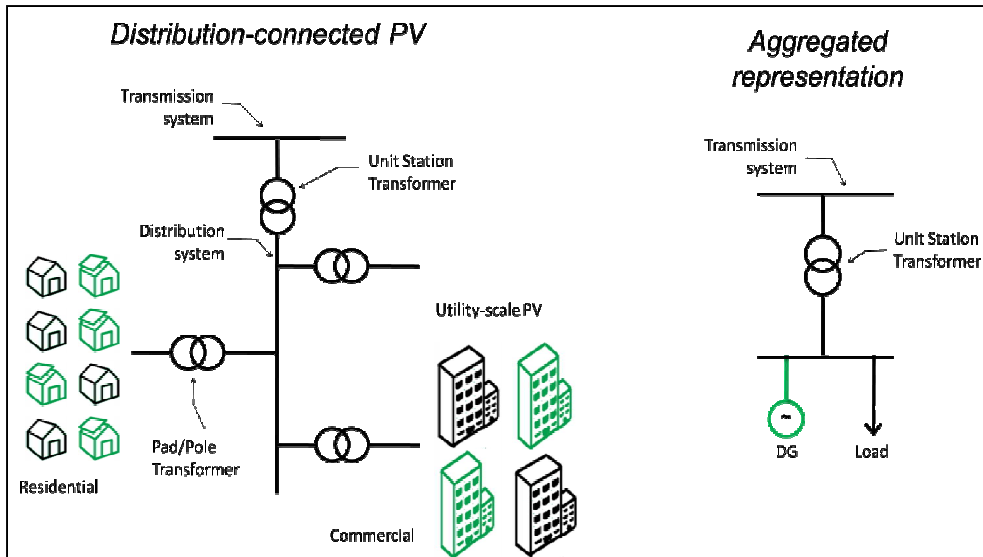 Distribution-connected PV
Transmission
system
Unit Station
Transformer
Distribution
system
Utility-scale PV
Pad/Pole
Transformer
Residential
Commercial
Aggregated
representation
Transmission
system
Unit Station
Transformer
~
DG
Load